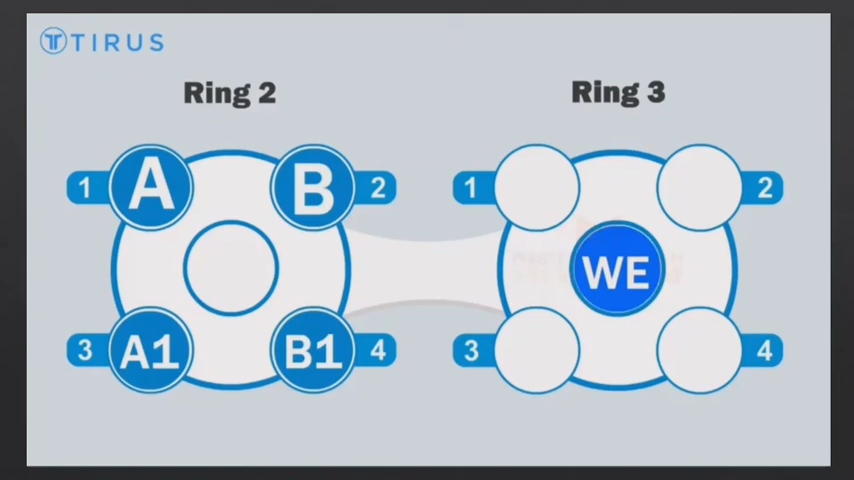 TIRUS
Ring 2
Ring 3
1 A B 2
1 2
WE
3 A1 B1 4
3 4